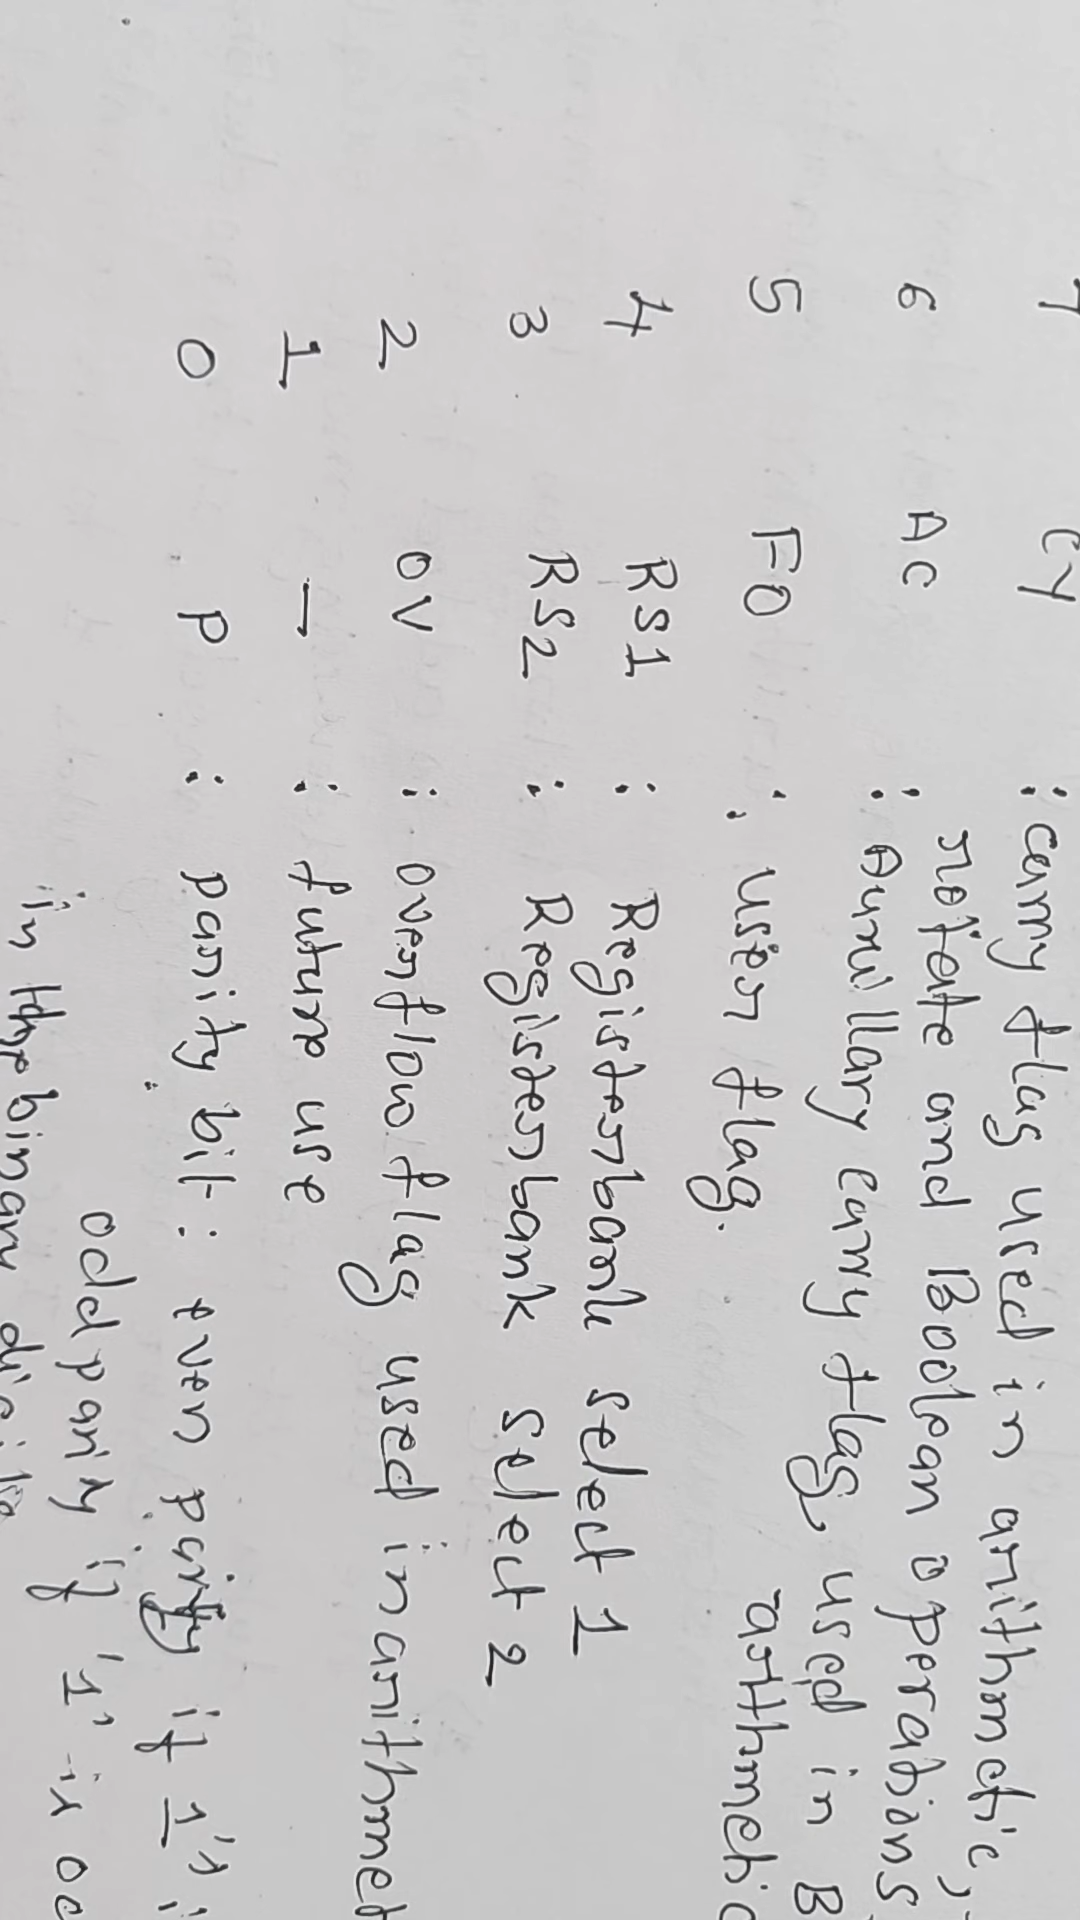 7 CY : carry flag used in arithmetic,
rotate and Boolean operations
6 AC : Auxillary carry flag, used in B
arithmetic
5 F0 : user flag.
4 RS1 : Registerbank select 1
3 RS2 : Registerbank select 2
2 OV : overflow flag used in arithmet
1 — : future use
0 P : parity bit : even parity if 1's i
odd parity if '1' is od
in the binary